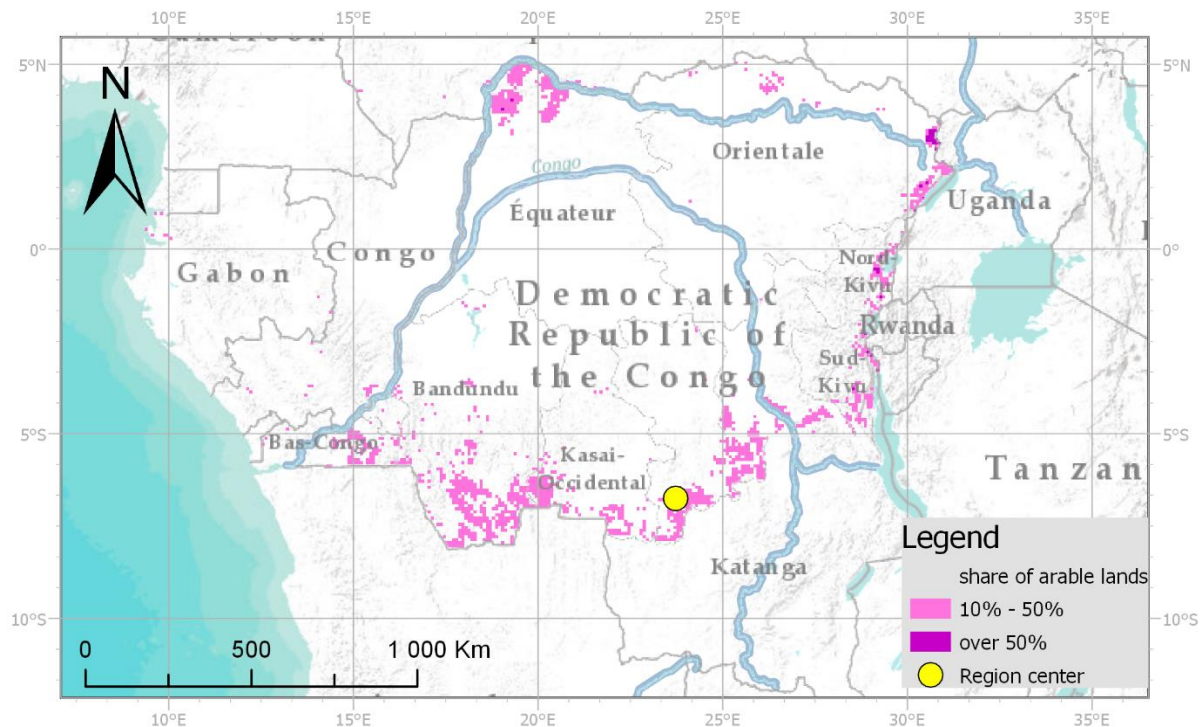 10°E 15°E 20°E 25°E 30°E 35°E
5°N 5°N
N
Orientale
Congo
Uganda
Équateur
0° 0°
Congo
Gabon
Nord-
Kivu
Democratic
Republic of
the Congo
Rwanda
Sud-
Kivu
Bandundu
5°S 5°S
Bas-Congo
Kasai-
Occidental
Tanzan
Legend
share of arable lands
10% - 50%
over 50%
Region center
Katanga
10°S 10°S
0 500 1 000 Km
10°E 15°E 20°E 25°E 30°E 35°E